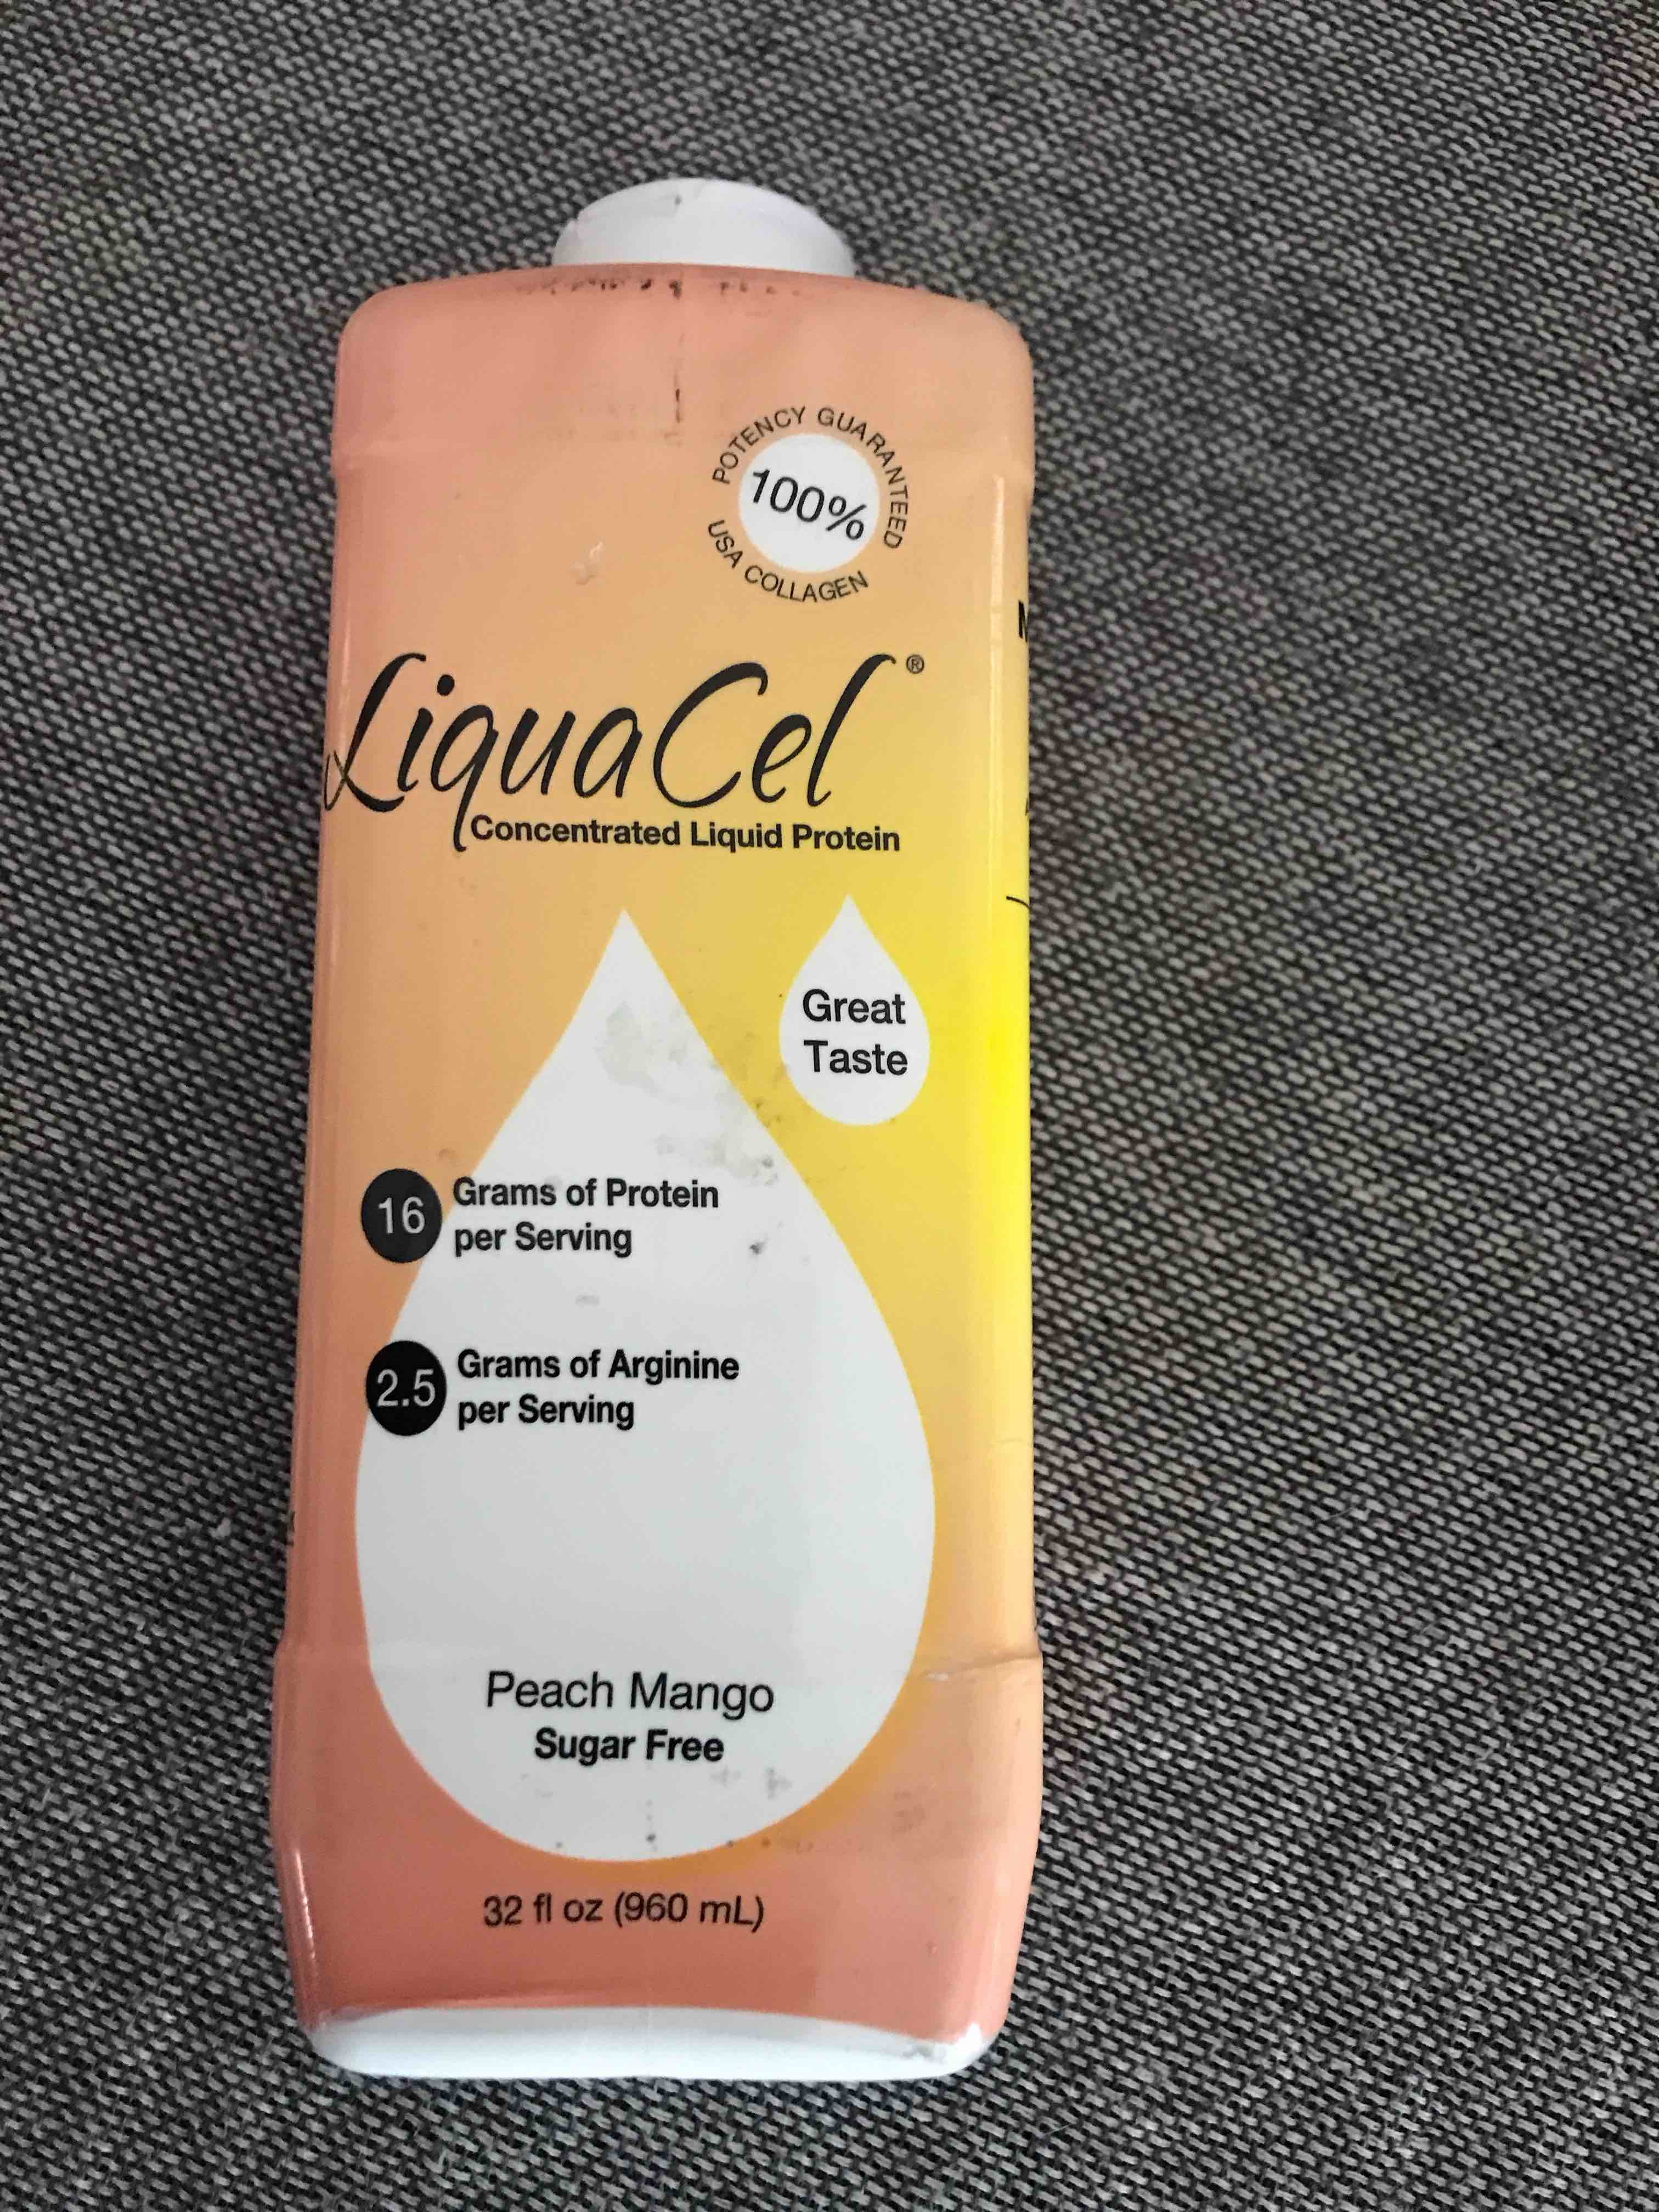 POTENCY GUARANTEED
100%
USA COLLAGEN
LiquaCel®
Concentrated Liquid Protein
Great
Taste
16 Grams of Protein
per Serving
2.5 Grams of Arginine
per Serving
Peach Mango
Sugar Free
32 fl oz (960 mL)